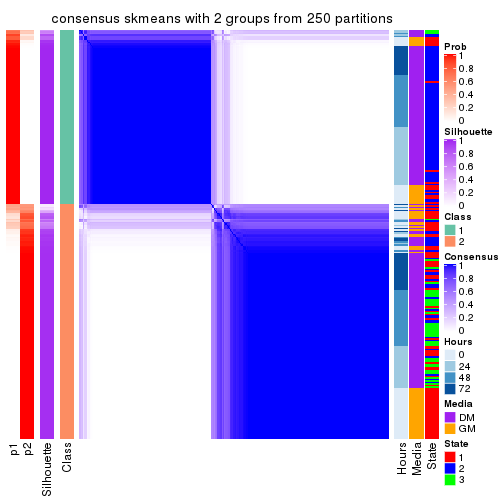 consensus skmeans with 2 groups from 250 partitions
p1
p2
Silhouette
Class
Hours
Media
State
Prob
1
0.8
0.6
0.4
0.2
0
Silhouette
1
0.8
0.6
0.4
0.2
0
Class
1
2
Consensus
1
0.8
0.6
0.4
0.2
0
Hours
0
24
48
72
Media
DM
GM
State
1
2
3